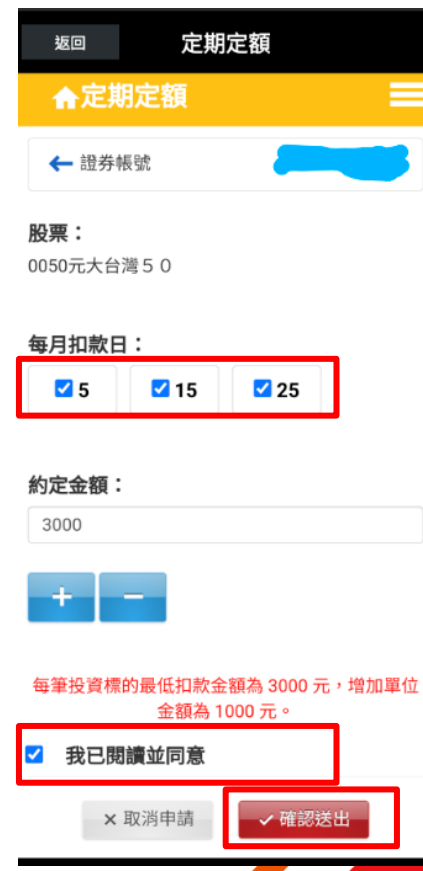 返回 定期定額
定期定額
證券帳號
股票：
0050元大台灣５０
每月扣款日：
5 15 25
約定金額：
3000
+ −
每筆投資標的最低扣款金額為 3000 元，增加單位
金額為 1000 元。
我已閱讀並同意
取消申請 確認送出